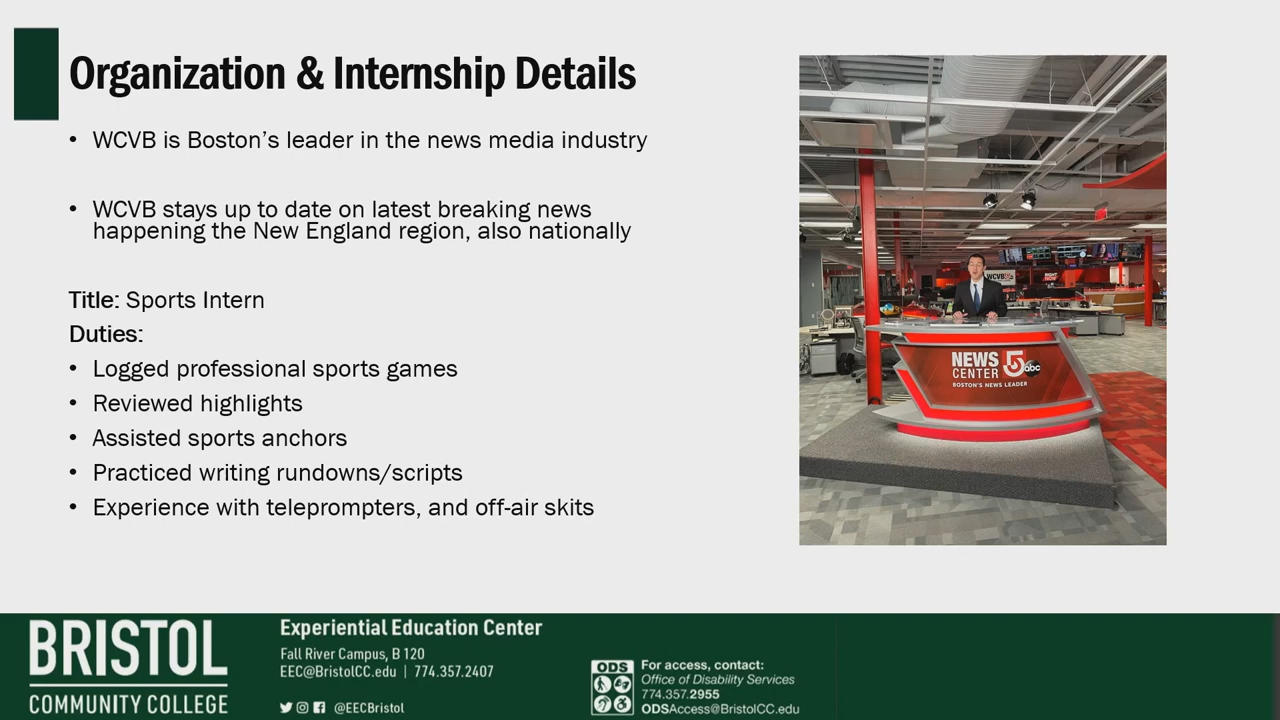 Organization & Internship Details
• WCVB is Boston's leader in the news media industry
• WCVB stays up to date on latest breaking news
happening the New England region, also nationally
Title: Sports Intern
Duties:
• Logged professional sports games
• Reviewed highlights
• Assisted sports anchors
• Practiced writing rundowns/scripts
• Experience with teleprompters, and off-air skits
WCVB
RIGHT NOW
NEWS
CENTER 5 abc
BOSTON'S NEWS LEADER
BRISTOL
COMMUNITY COLLEGE
Experiential Education Center
Fall River Campus, B 120
EEC@BristolCC.edu | 774.357.2407
@EECBristol
ODS
For access, contact:
Office of Disability Services
774.357.2955
ODSAccess@BristolCC.edu